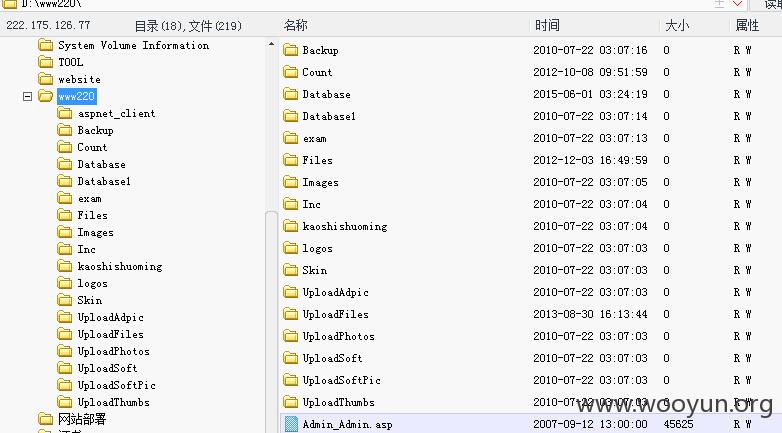 D:\www220\
读取
222.175.126.77 目录(18),文件(219) 名称 时间 大小 属性
System Volume Information
TOOL
website
www220
aspnet_client
Backup
Count
Database
Database1
exam
Files
Images
Inc
kaoshishuoming
logos
Skin
UploadAdpic
UploadFiles
UploadPhotos
UploadSoft
UploadSoftPic
UploadThumbs
网站部署
Backup 2010-07-22 03:07:16 0 R W
Count 2012-10-08 09:51:59 0 R W
Database 2015-06-01 03:24:19 0 R W
Database1 2010-07-22 03:07:14 0 R W
exam 2010-07-22 03:07:13 0 R W
Files 2012-12-03 16:49:59 0 R W
Images 2010-07-22 03:07:05 0 R W
Inc 2010-07-22 03:07:04 0 R W
kaoshishuoming 2010-07-22 03:07:04 0 R W
logos 2010-07-22 03:07:03 0 R W
Skin 2010-07-22 03:07:03 0 R W
UploadAdpic 2010-07-22 03:07:03 0 R W
UploadFiles 2013-08-30 16:13:44 0 R W
UploadPhotos 2010-07-22 03:07:03 0 R W
UploadSoft 2010-07-22 03:07:03 0 R W
UploadSoftPic 2010-07-22 03:07:03 0 R W
UploadThumbs 2010-07-22 03:07:03 0 R W
Admin_Admin.asp 2007-09-12 13:00:00 45625 R W
www.wooyun.org